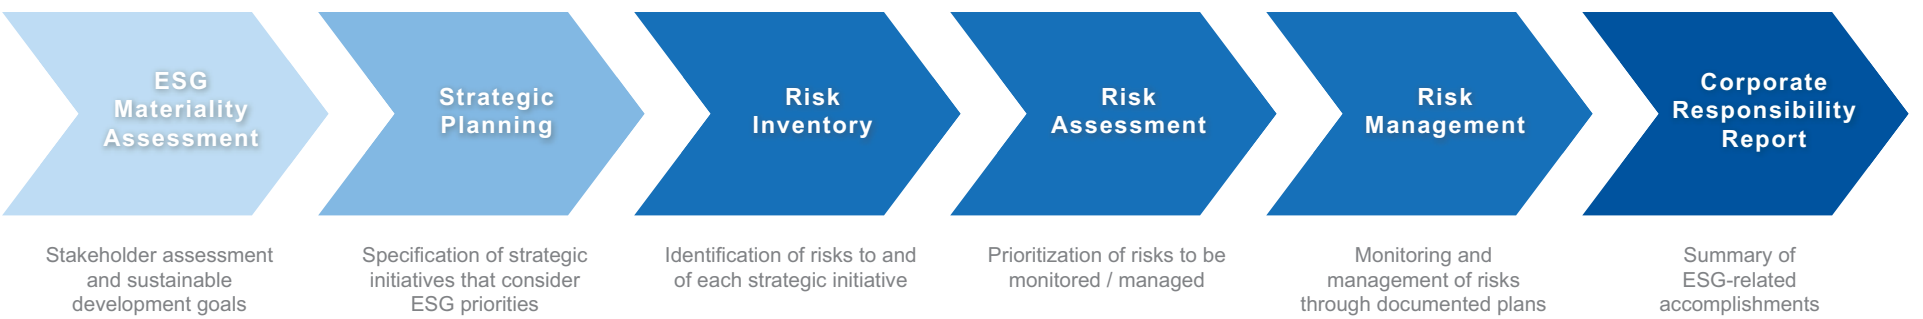 ESG
Materiality
Assessment
Stakeholder assessment
and sustainable
development goals
Strategic
Planning
Specification of strategic
initiatives that consider
ESG priorities
Risk
Inventory
Identification of risks to and
of each strategic initiative
Risk
Assessment
Prioritization of risks to be
monitored / managed
Risk
Management
Monitoring and
management of risks
through documented plans
Corporate
Responsibility
Report
Summary of
ESG-related
accomplishments